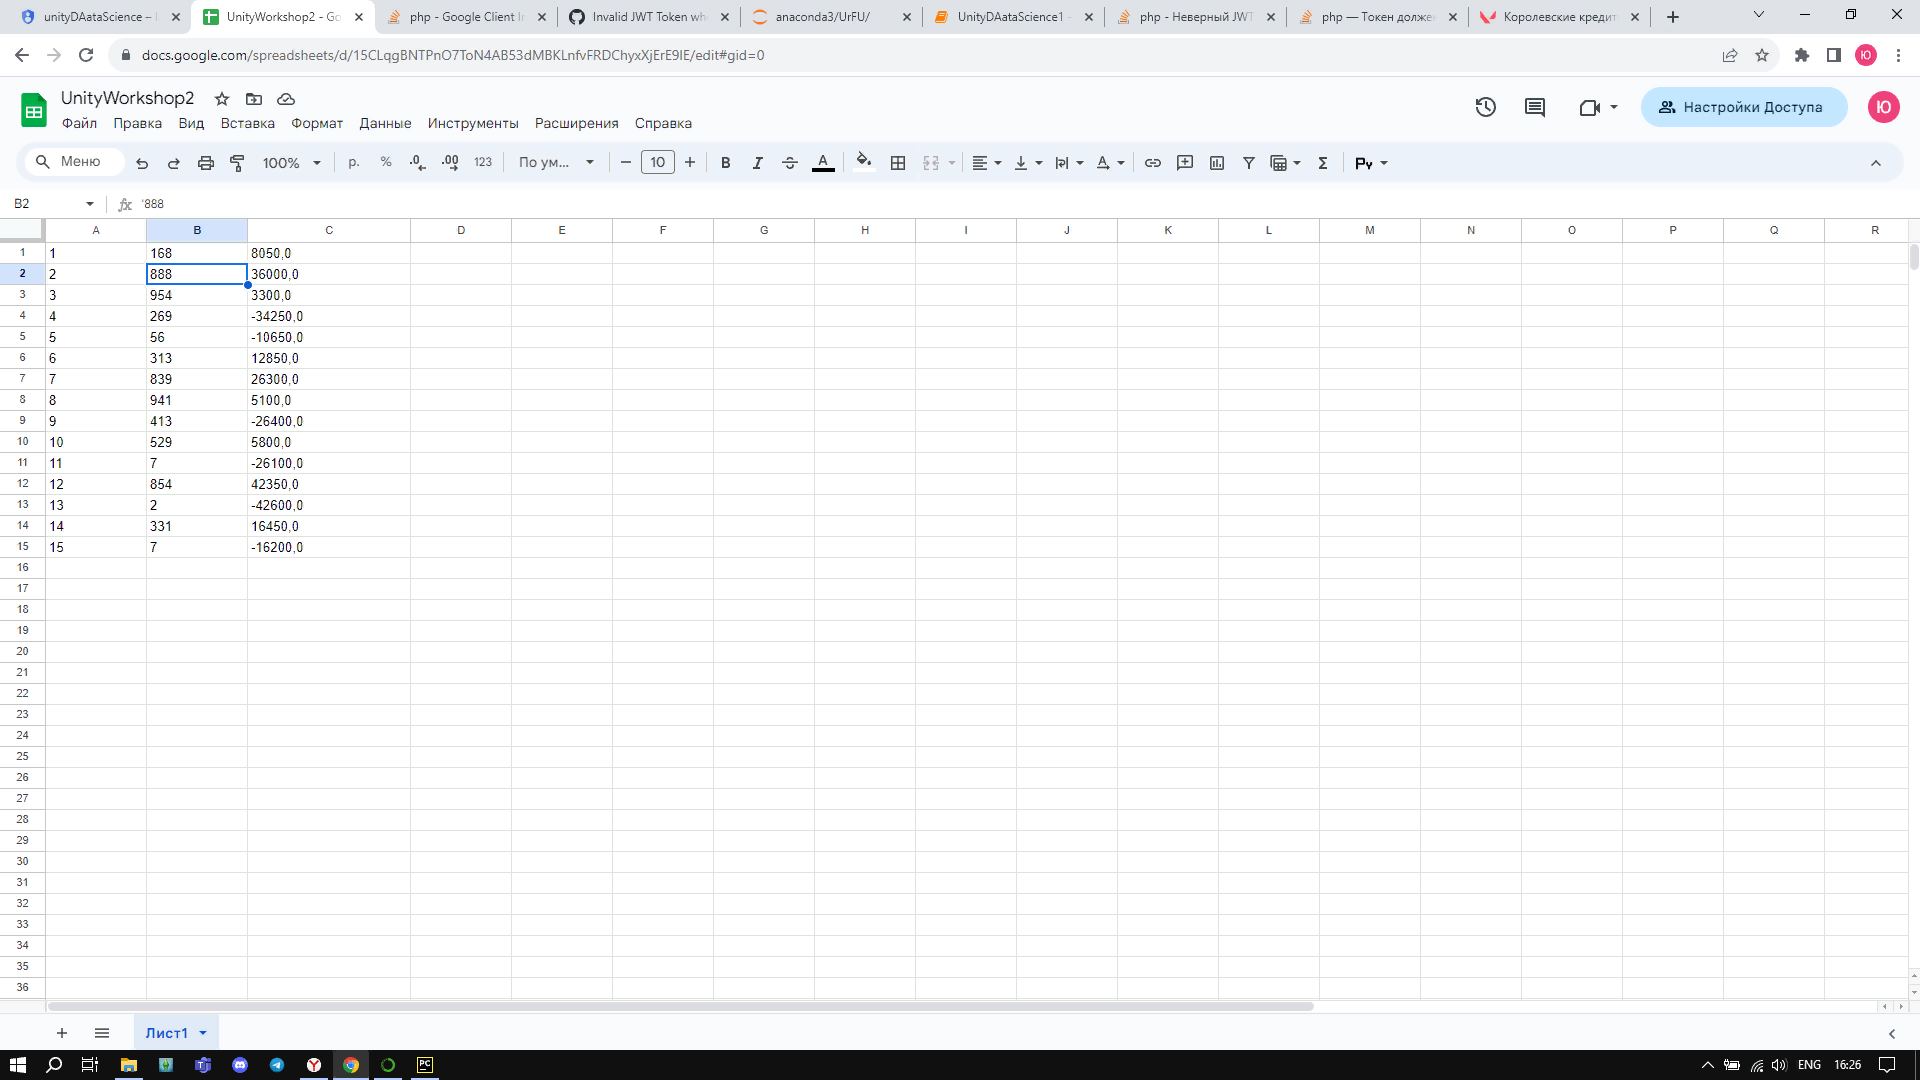 unityDAataScience –
UnityWorkshop2 - Go
php - Google Client In
Invalid JWT Token whe
anaconda3/UrFU/
UnityDAataScience1 -
php - Неверный JWT
php — Токен должен
Королевские кредит
docs.google.com/spreadsheets/d/15CLqgBNTPnO7ToN4AB53dMBKLnfvFRDChyxXjErE9IE/edit#gid=0
Ю
UnityWorkshop2
Файл Правка Вид Вставка Формат Данные Инструменты Расширения Справка
Настройки Доступа
Ю
Меню
100%
р. % .0 .00 123
По ум...
10
B I A
Σ
Py
B2
fx '888
A B C D E F G H I J K L M N O P Q R
1 1 168 8050,0
2 2 888 36000,0
3 3 954 3300,0
4 4 269 -34250,0
5 5 56 -10650,0
6 6 313 12850,0
7 7 839 26300,0
8 8 941 5100,0
9 9 413 -26400,0
10 10 529 5800,0
11 11 7 -26100,0
12 12 854 42350,0
13 13 2 -42600,0
14 14 331 16450,0
15 15 7 -16200,0
16
17
18
19
20
21
22
23
24
25
26
27
28
29
30
31
32
33
34
35
36
Лист1
PC
ENG
16:26